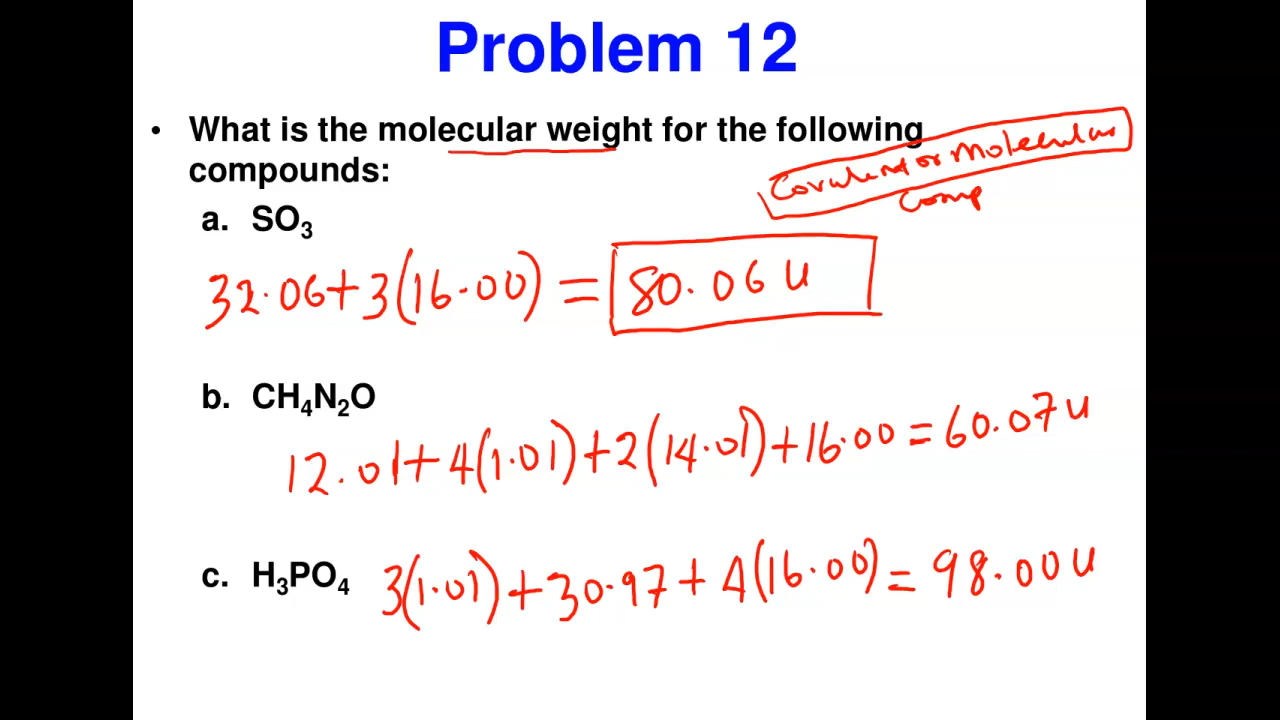 Problem 12
• What is the molecular weight for the following
compounds:
Covalent or Molecular
Comp
a. SO₃
32.06+3(16.00) = 80.06 u
b. CH₄N₂O
12.01+4(1.01)+2(14.01)+16.00=60.07u
c. H₃PO₄ 3(1.01)+30.97+4(16.00)=98.00u